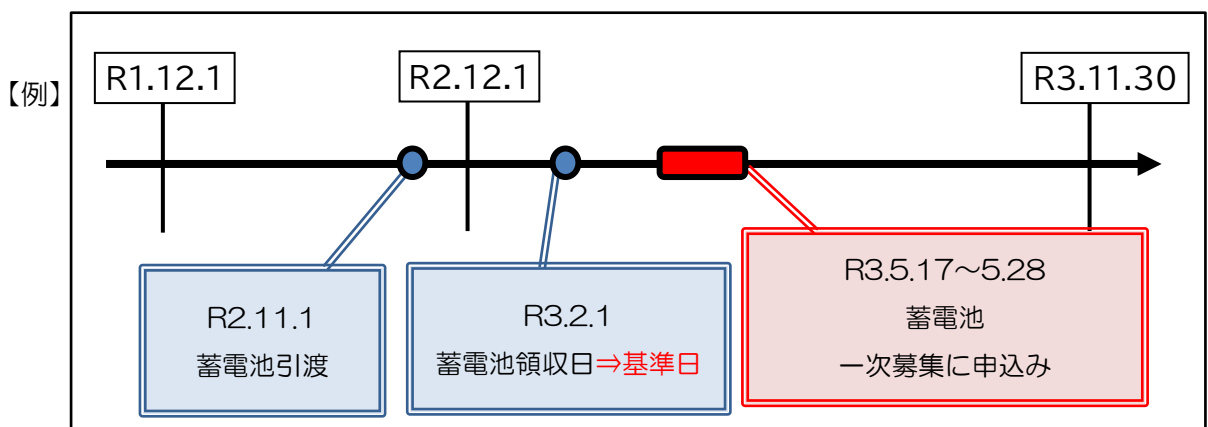 【例】
R1.12.1
R2.12.1
R3.11.30
R2.11.1
蓄電池引渡
R3.2.1
蓄電池領収日⇒基準日
R3.5.17～5.28
蓄電池
一次募集に申込み